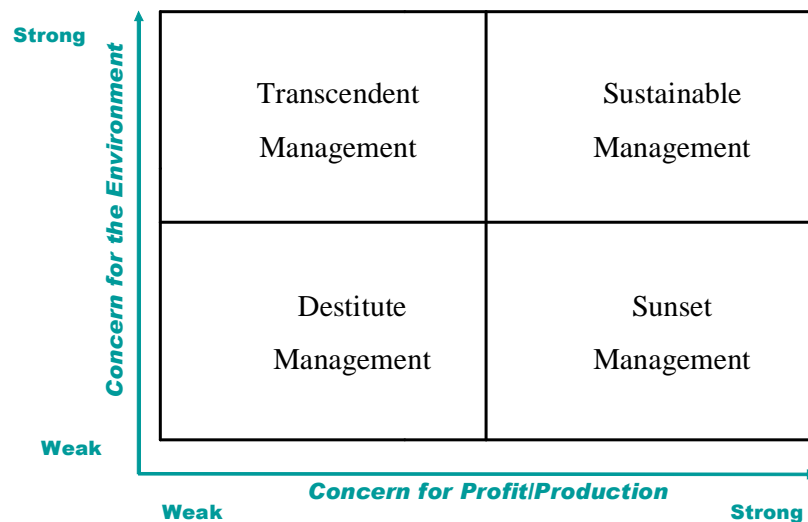 Strong
Concern for the Environment
Transcendent
Management
Sustainable
Management
Destitute
Management
Sunset
Management
Weak
Concern for Profit/Production
Weak
Strong